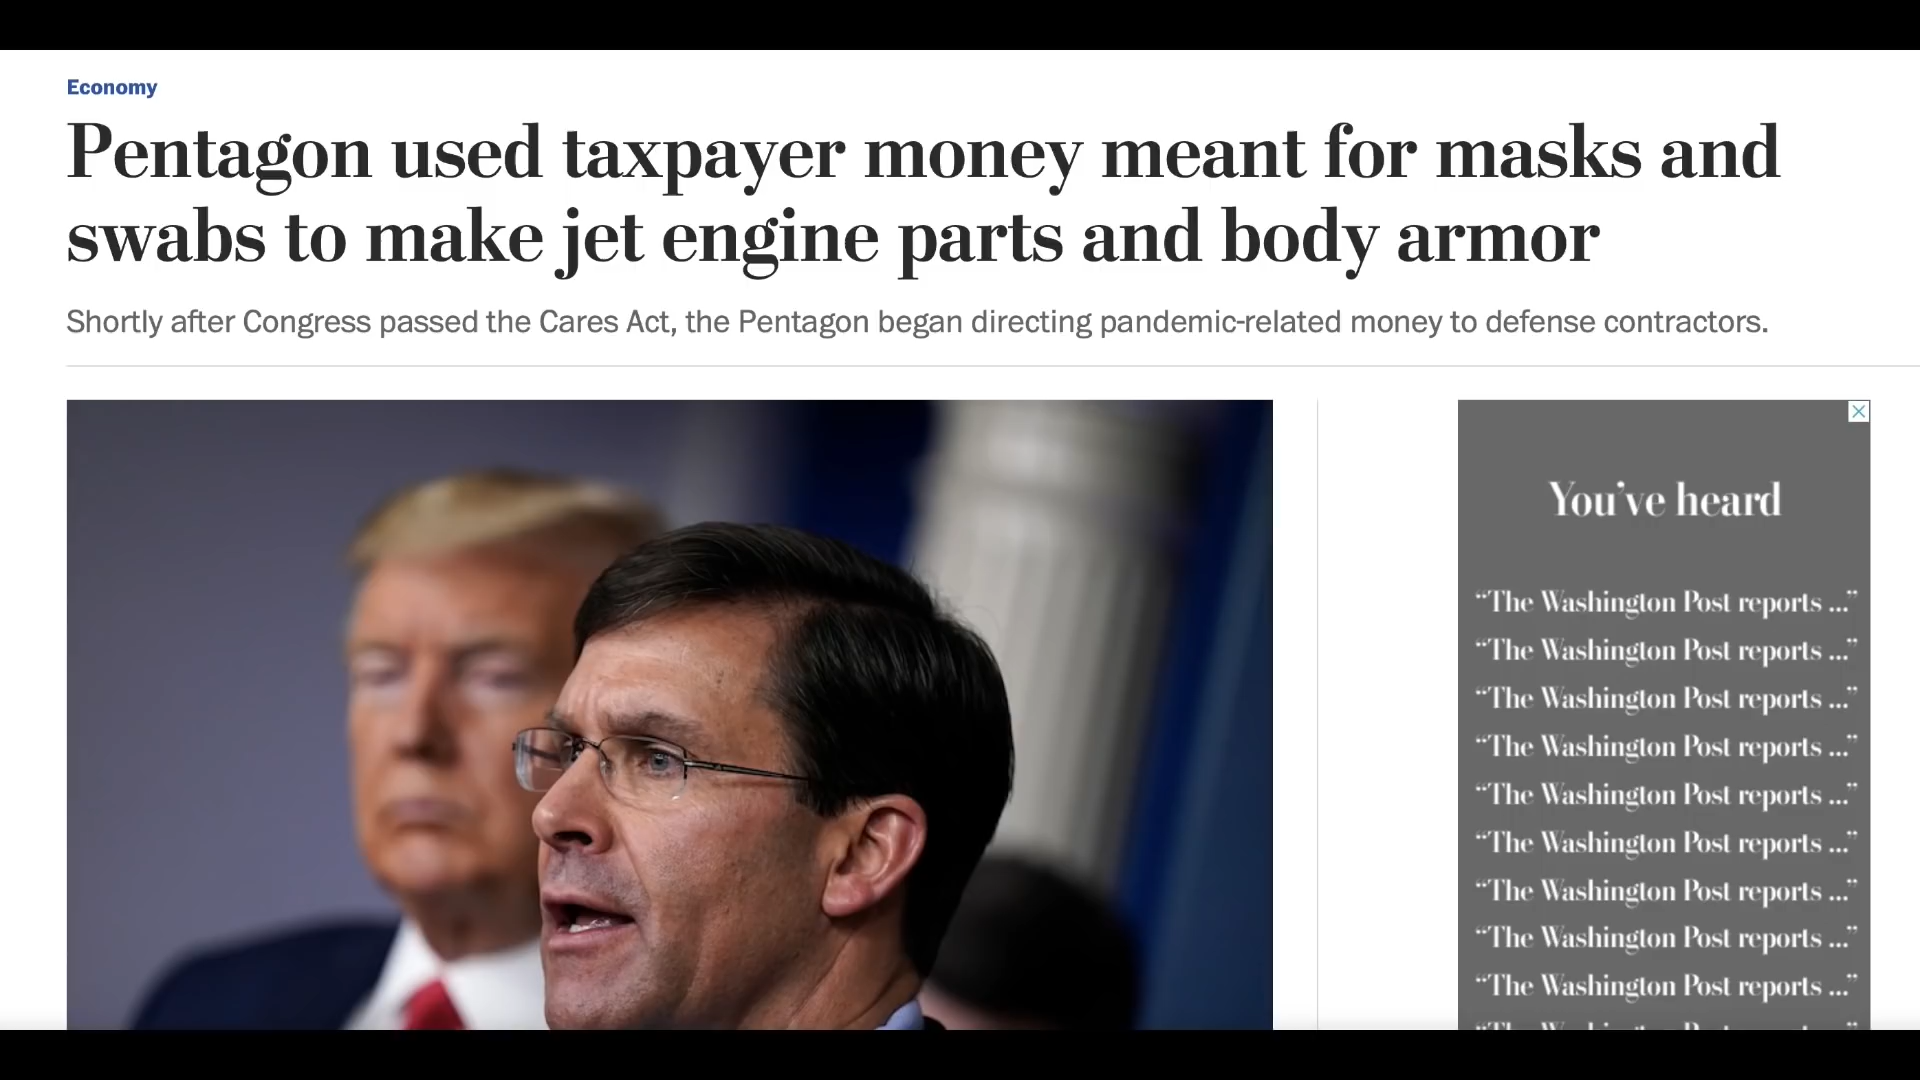 Economy
Pentagon used taxpayer money meant for masks and
swabs to make jet engine parts and body armor
Shortly after Congress passed the Cares Act, the Pentagon began directing pandemic-related money to defense contractors.
You’ve heard
“The Washington Post reports ...”
“The Washington Post reports ...”
“The Washington Post reports ...”
“The Washington Post reports ...”
“The Washington Post reports ...”
“The Washington Post reports ...”
“The Washington Post reports ...”
“The Washington Post reports ...”
“The Washington Post reports ...”